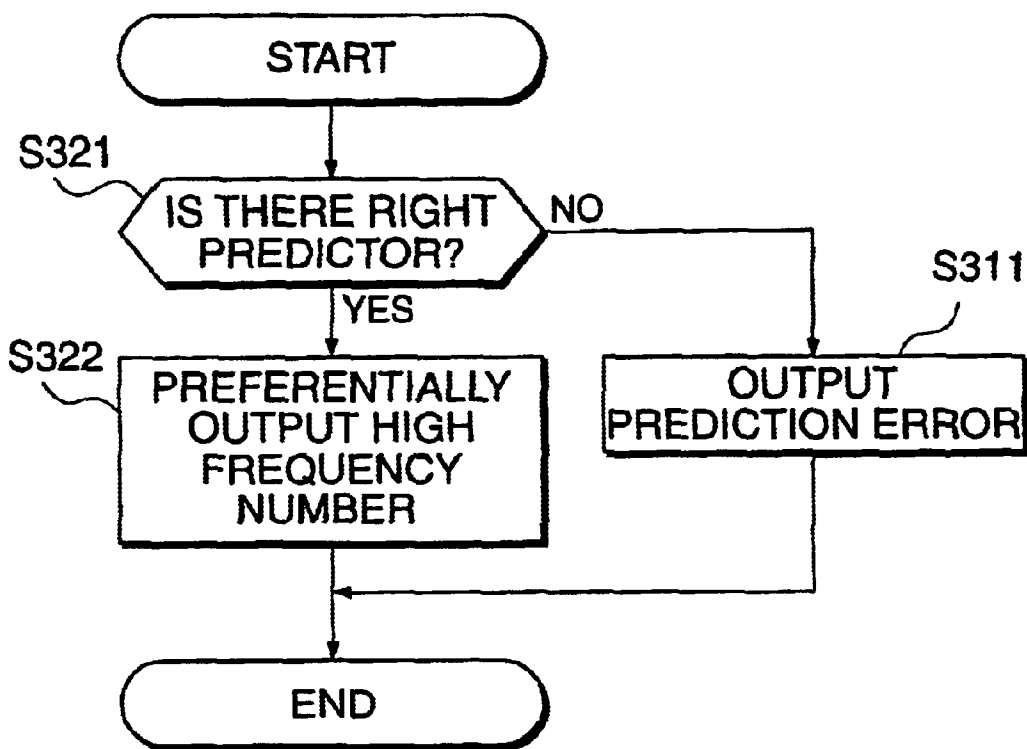 START
S321
IS THERE RIGHT
PREDICTOR?
NO
YES
S311
OUTPUT
PREDICTION ERROR
S322
PREFERENTIALLY
OUTPUT HIGH
FREQUENCY
NUMBER
END